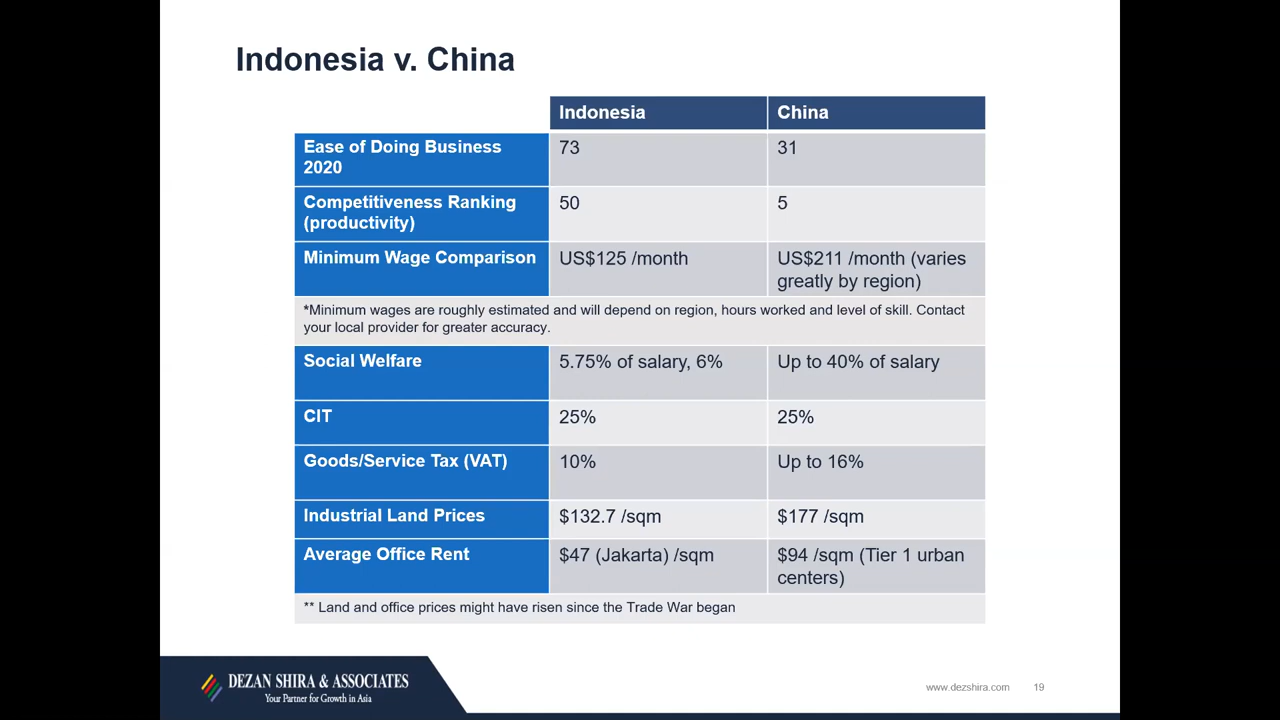 Indonesia v. China
Indonesia China
Ease of Doing Business 73 31
2020
Competitiveness Ranking 50 5
(productivity)
Minimum Wage Comparison US$125 /month US$211 /month (varies
greatly by region)
*Minimum wages are roughly estimated and will depend on region, hours worked and level of skill. Contact
your local provider for greater accuracy.
Social Welfare 5.75% of salary, 6% Up to 40% of salary
CIT 25% 25%
Goods/Service Tax (VAT) 10% Up to 16%
Industrial Land Prices $132.7 /sqm $177 /sqm
Average Office Rent $47 (Jakarta) /sqm $94 /sqm (Tier 1 urban
centers)
** Land and office prices might have risen since the Trade War began
DEZAN SHIRA & ASSOCIATES
Your Partner for Growth in Asia
www.dezshira.com 19